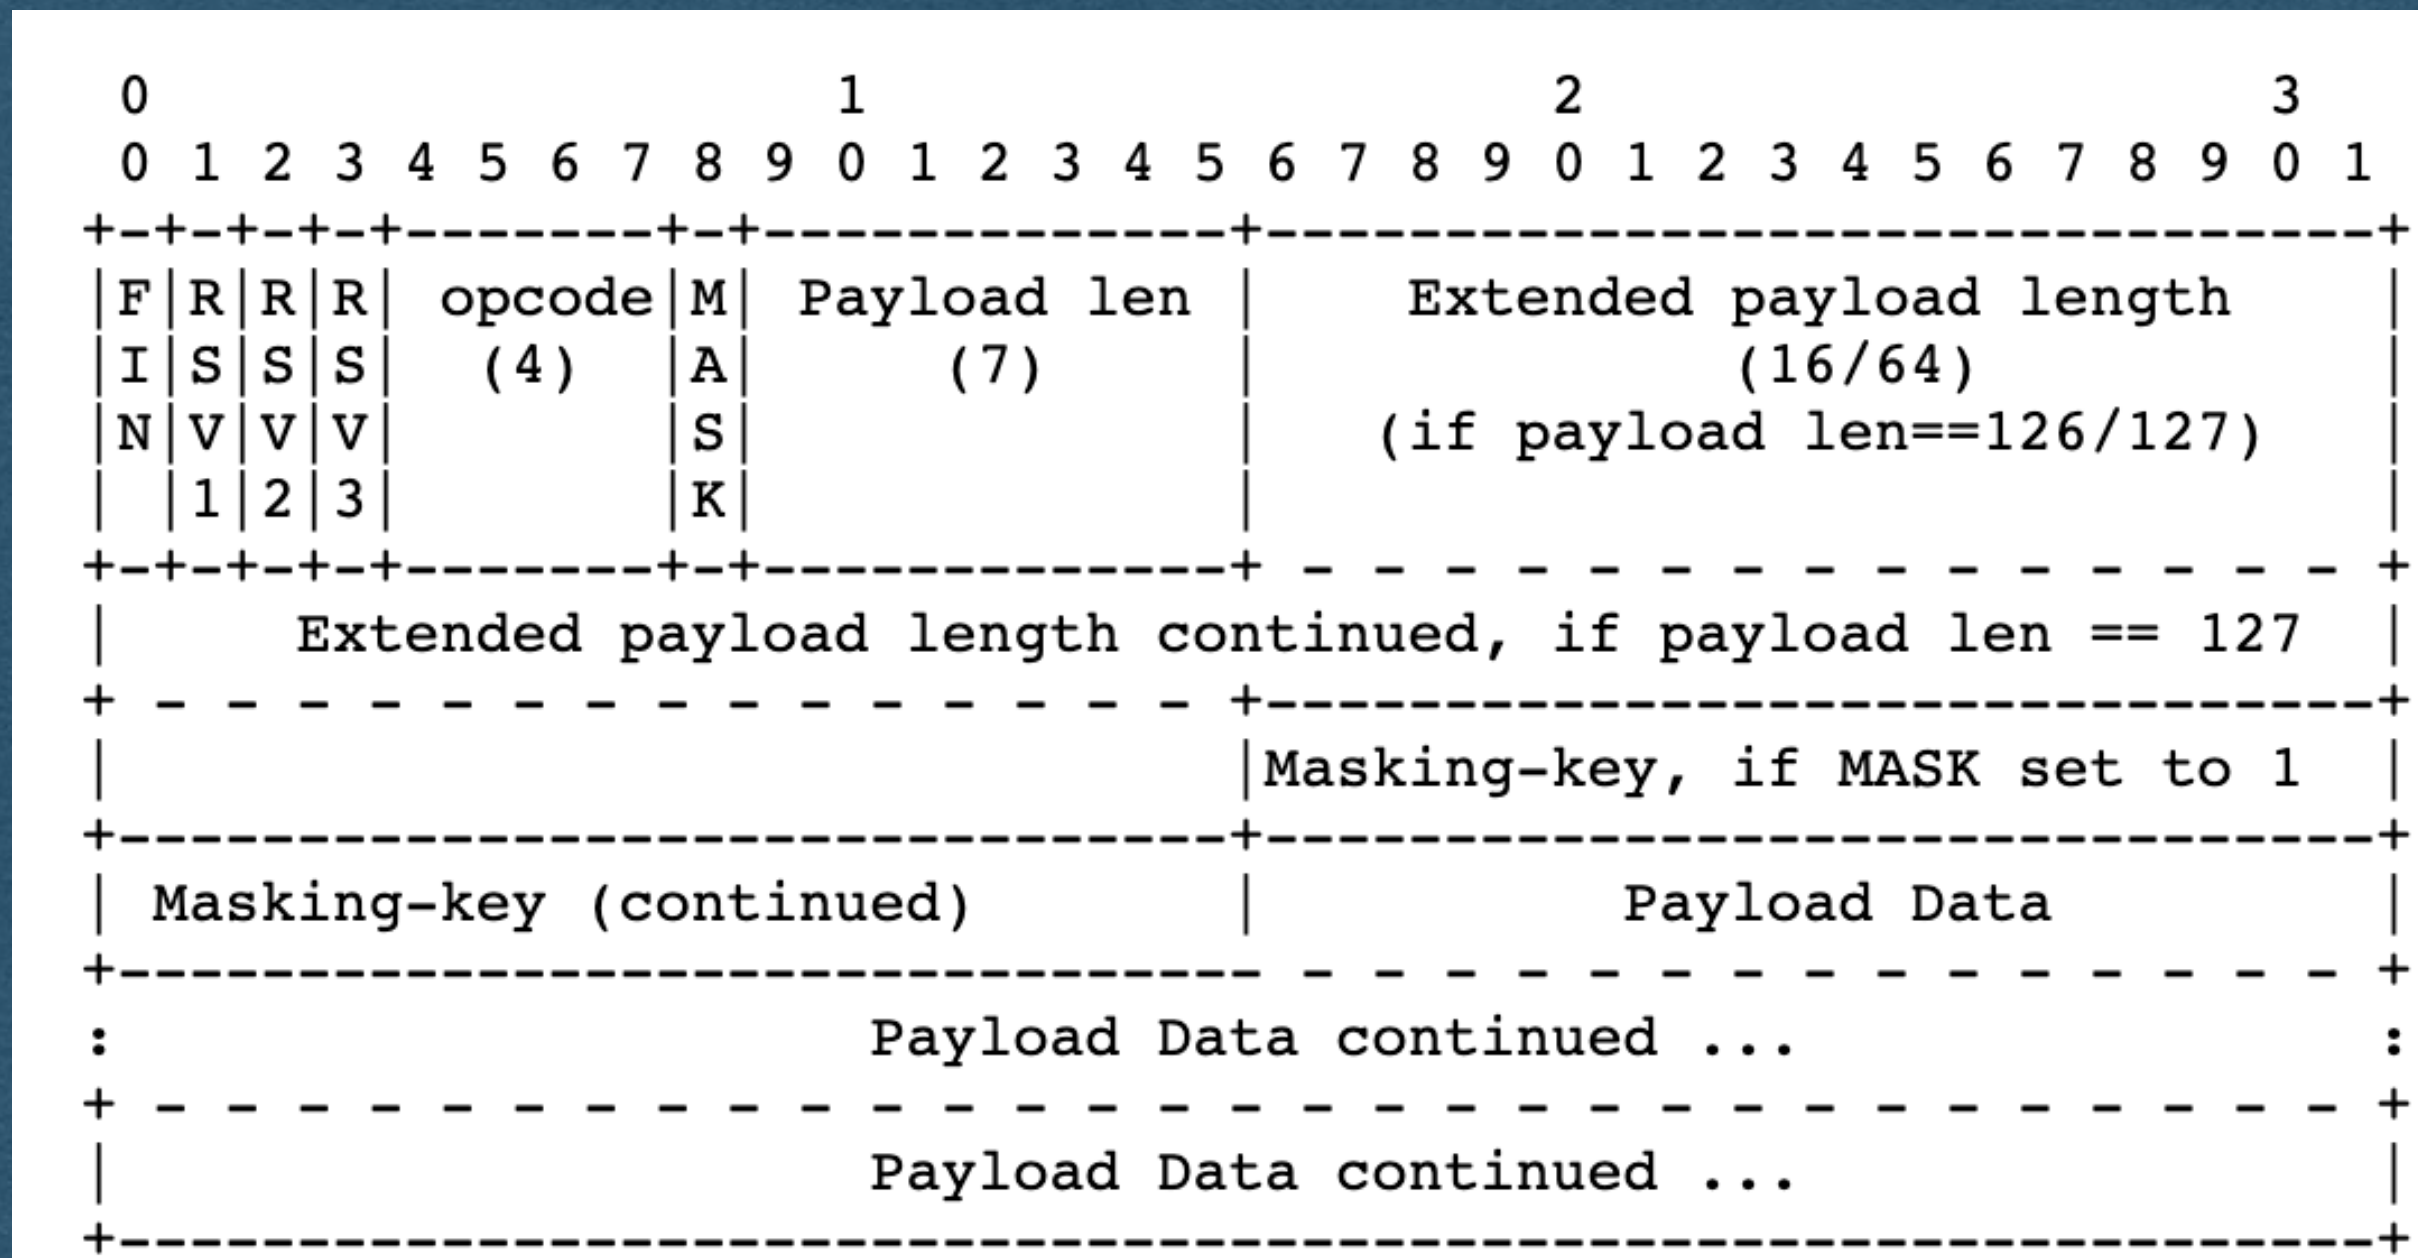 0                   1                   2                   3
 0 1 2 3 4 5 6 7 8 9 0 1 2 3 4 5 6 7 8 9 0 1 2 3 4 5 6 7 8 9 0 1
+-+-+-+-+-------+-+-------------+-------------------------------+
|F|R|R|R| opcode|M| Payload len |    Extended payload length    |
|I|S|S|S|  (4)  |A|     (7)     |             (16/64)           |
|N|V|V|V|       |S|             |   (if payload len==126/127)   |
| |1|2|3|       |K|             |                               |
+-+-+-+-+-------+-+-------------+ - - - - - - - - - - - - - - - +
|     Extended payload length continued, if payload len == 127  |
+ - - - - - - - - - - - - - - - +-------------------------------+
|                               |Masking-key, if MASK set to 1  |
+-------------------------------+-------------------------------+
| Masking-key (continued)       |          Payload Data         |
+-------------------------------- - - - - - - - - - - - - - - - +
:                     Payload Data continued ...                :
+ - - - - - - - - - - - - - - - - - - - - - - - - - - - - - - - +
|                     Payload Data continued ...                |
+---------------------------------------------------------------+